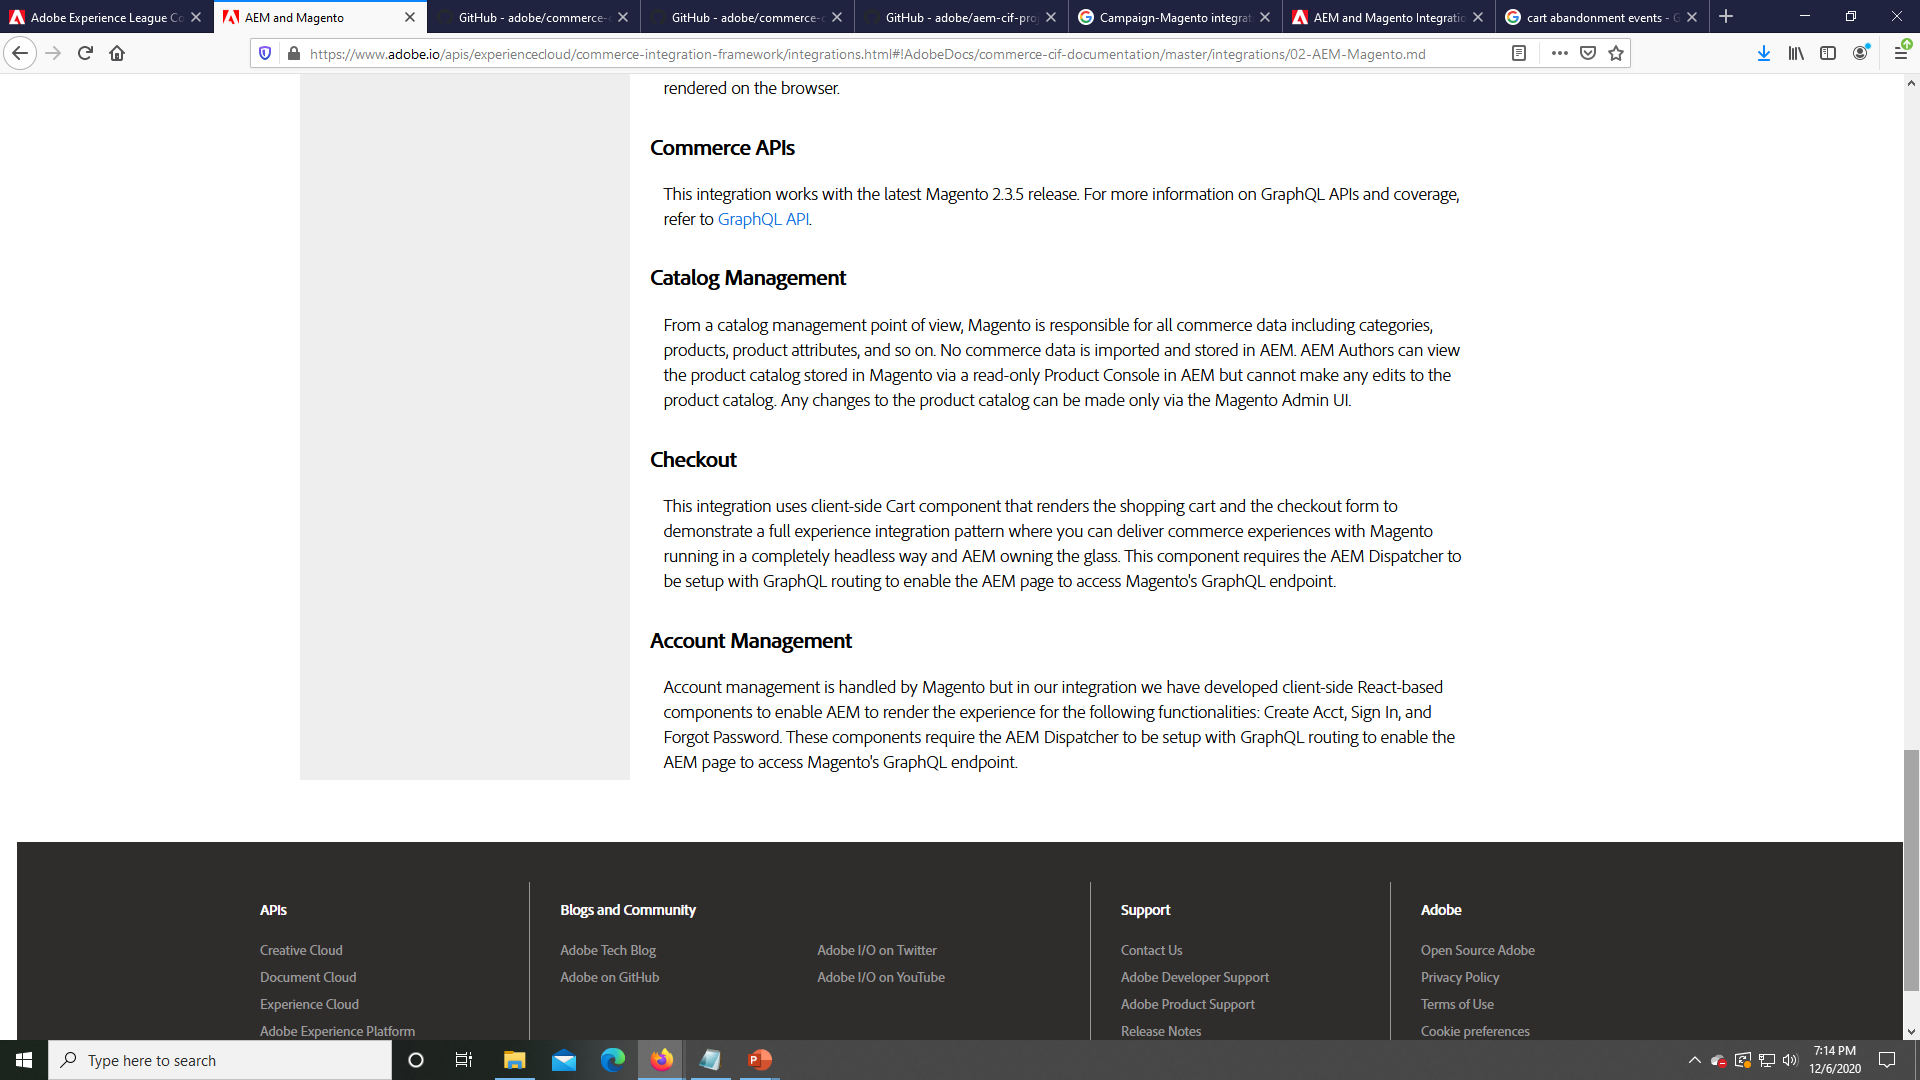 Adobe Experience League Co
AEM and Magento
GitHub - adobe/commerce-
GitHub - adobe/commerce-
GitHub - adobe/aem-cif-proj
Campaign-Magento integrat
AEM and Magento Integratio
cart abandonment events - G
https://www.adobe.io/apis/experiencecloud/commerce-integration-framework/integrations.html#!AdobeDocs/commerce-cif-documentation/master/integrations/02-AEM-Magento.md
rendered on the browser.
Commerce APIs
This integration works with the latest Magento 2.3.5 release. For more information on GraphQL APIs and coverage,
refer to GraphQL API.
Catalog Management
From a catalog management point of view, Magento is responsible for all commerce data including categories,
products, product attributes, and so on. No commerce data is imported and stored in AEM. AEM Authors can view
the product catalog stored in Magento via a read-only Product Console in AEM but cannot make any edits to the
product catalog. Any changes to the product catalog can be made only via the Magento Admin UI.
Checkout
This integration uses client-side Cart component that renders the shopping cart and the checkout form to
demonstrate a full experience integration pattern where you can deliver commerce experiences with Magento
running in a completely headless way and AEM owning the glass. This component requires the AEM Dispatcher to
be setup with GraphQL routing to enable the AEM page to access Magento's GraphQL endpoint.
Account Management
Account management is handled by Magento but in our integration we have developed client-side React-based
components to enable AEM to render the experience for the following functionalities: Create Acct, Sign In, and
Forgot Password. These components require the AEM Dispatcher to be setup with GraphQL routing to enable the
AEM page to access Magento's GraphQL endpoint.
APIs
Creative Cloud
Document Cloud
Experience Cloud
Adobe Experience Platform
Blogs and Community
Adobe Tech Blog
Adobe on GitHub
Adobe I/O on Twitter
Adobe I/O on YouTube
Support
Contact Us
Adobe Developer Support
Adobe Product Support
Release Notes
Adobe
Open Source Adobe
Privacy Policy
Terms of Use
Cookie preferences
Type here to search
7:14 PM
12/6/2020